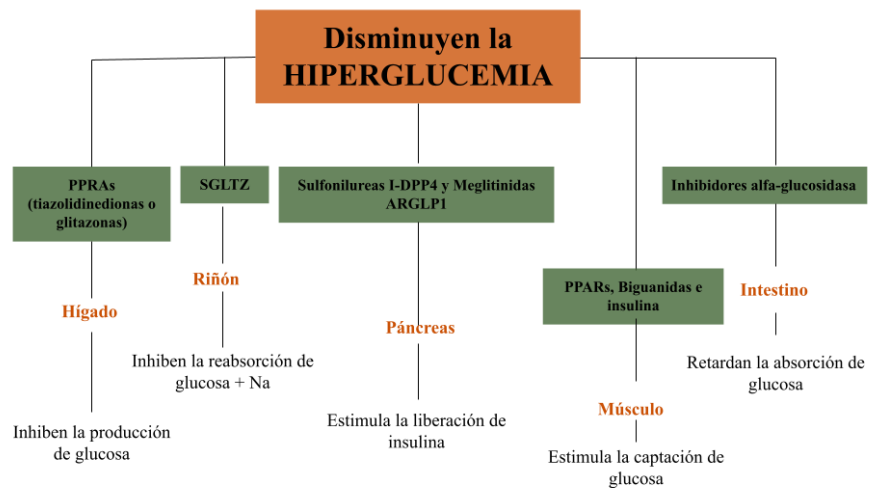 Disminuyen la
HIPERGLUCEMIA
PPRAs
(tiazolidinedionas o
glitazonas)
Hígado
Inhiben la producción
de glucosa
SGLTZ
Riñón
Inhiben la reabsorción de
glucosa + Na
Sulfonilureas I-DPP4 y Meglitinidas
ARGLP1
Páncreas
Estimula la liberación de
insulina
PPARs, Biguanidas e
insulina
Músculo
Estimula la captación de
glucosa
Inhibidores alfa-glucosidasa
Intestino
Retardan la absorción de
glucosa